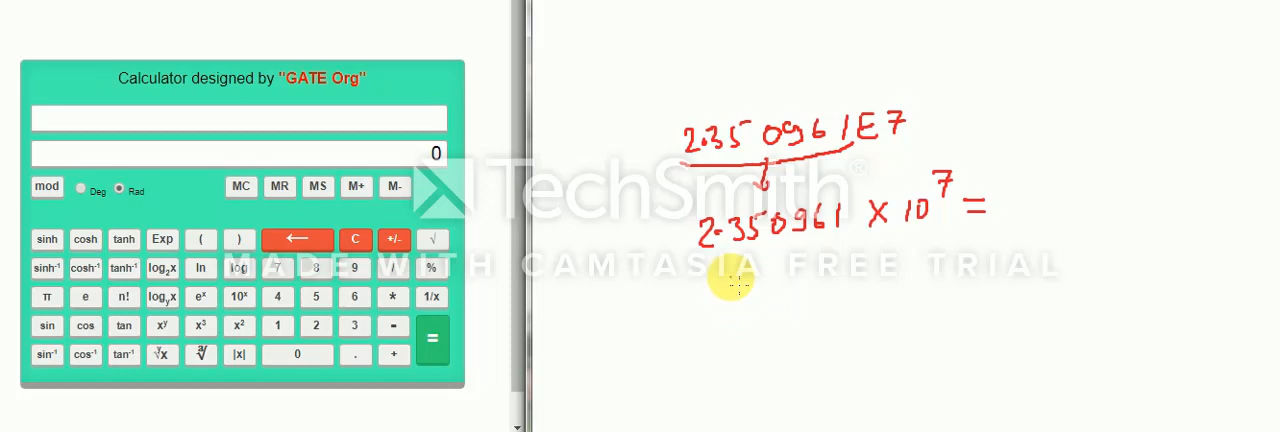 Calculator designed by "GATE Org"
0
mod Deg Rad MC MR MS M+ M-
sinh cosh tanh Exp ( ) ← C +/- √
sinh⁻¹ cosh⁻¹ tanh⁻¹ log₂x ln log 7 8 9 / %
π e n! logᵧx eˣ 10ˣ 4 5 6 * 1/x
sin cos tan xʸ x³ x² 1 2 3 - =
sin⁻¹ cos⁻¹ tan⁻¹ ʸ√x ∛ |x| 0 . +
2.350961E7
2.350961 × 10⁷ =
TechSmith®
MADE WITH CAMTASIA FREE TRIAL